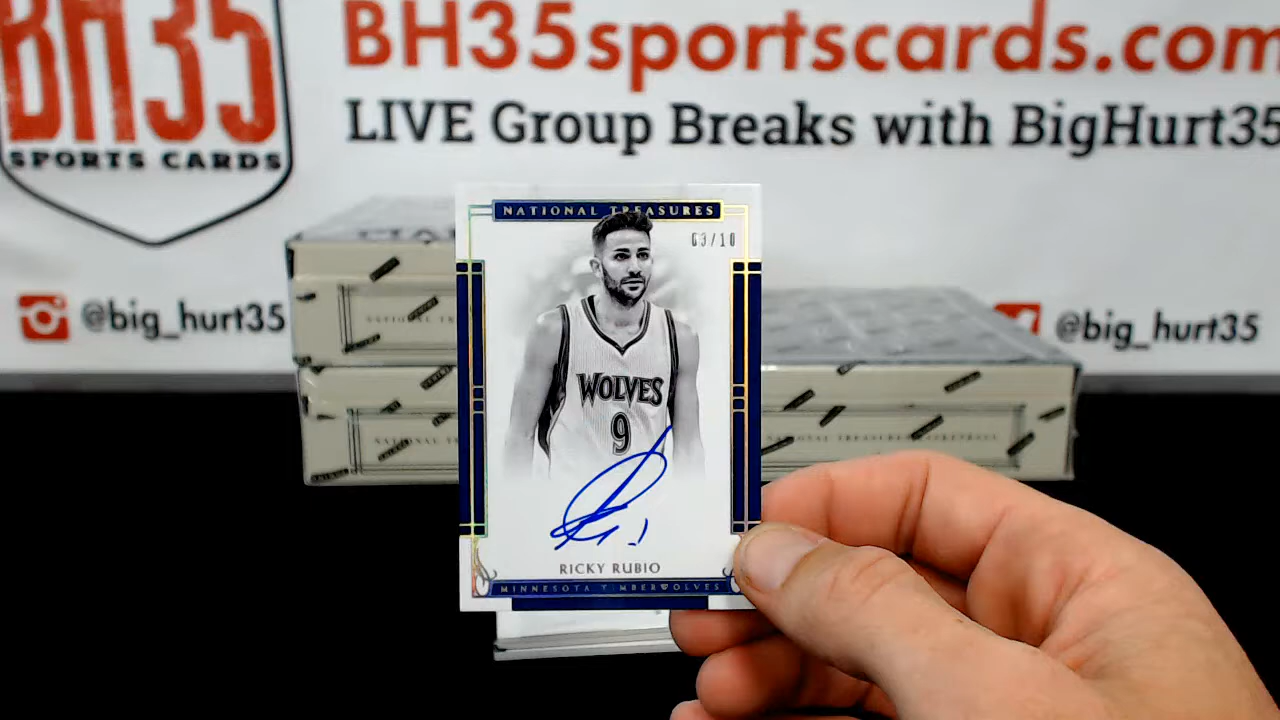 BH35
SPORTS CARDS
BH35sportscards.com
LIVE Group Breaks with BigHurt35
@big_hurt35
@big_hurt35
NATIONAL TREASURES
03/10
WOLVES
9
RICKY RUBIO
MINNESOTA TIMBERWOLVES